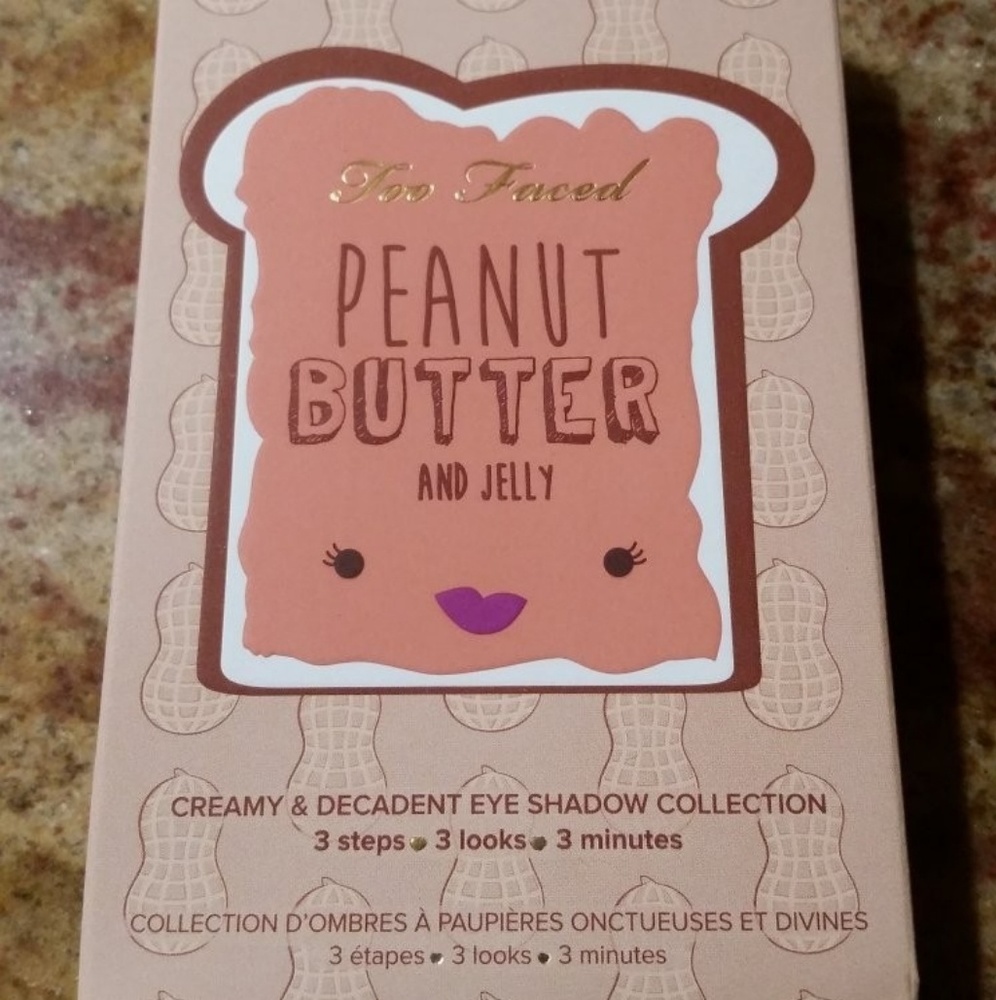 Too Faced
PEANUT
BUTTER
AND JELLY
CREAMY & DECADENT EYE SHADOW COLLECTION
3 steps • 3 looks • 3 minutes
COLLECTION D'OMBRES À PAUPIÈRES ONCTUEUSES ET DIVINES
3 étapes • 3 looks • 3 minutes